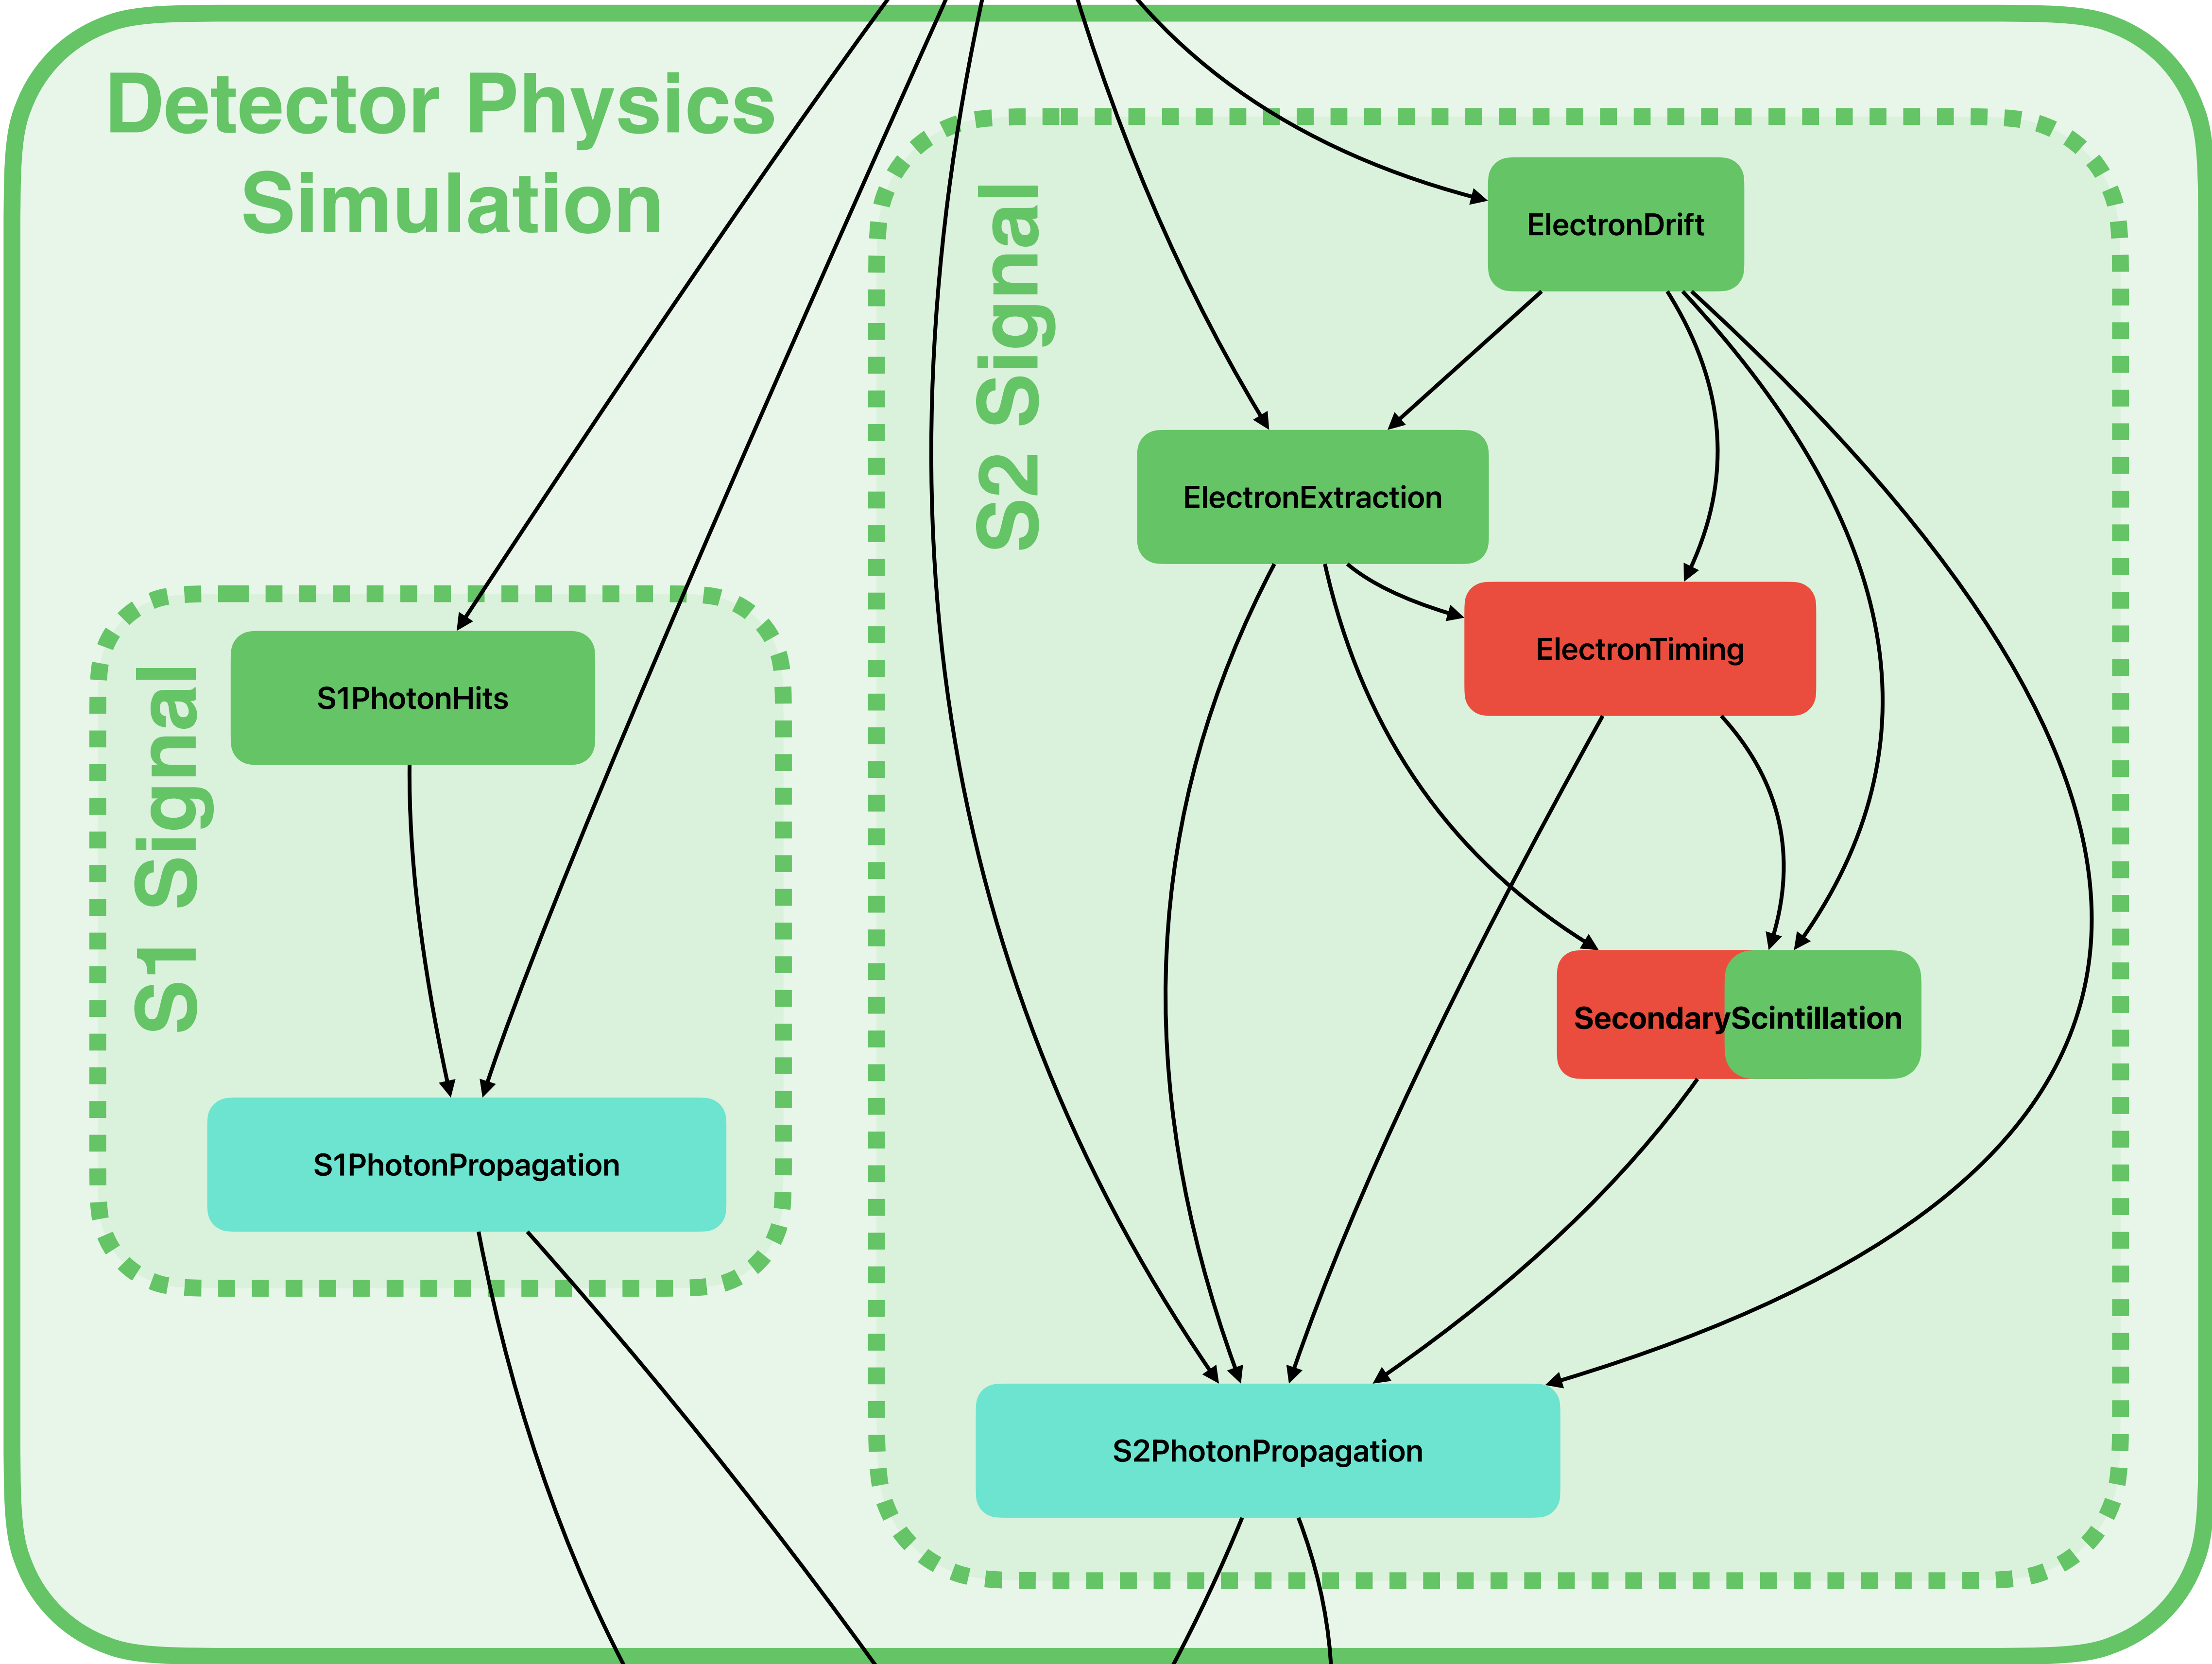 Detector Physics
Simulation
S1 Signal
S1PhotonHits
S1PhotonPropagation
S2 Signal
ElectronDrift
ElectronExtraction
ElectronTiming
SecondaryScintillation
S2PhotonPropagation